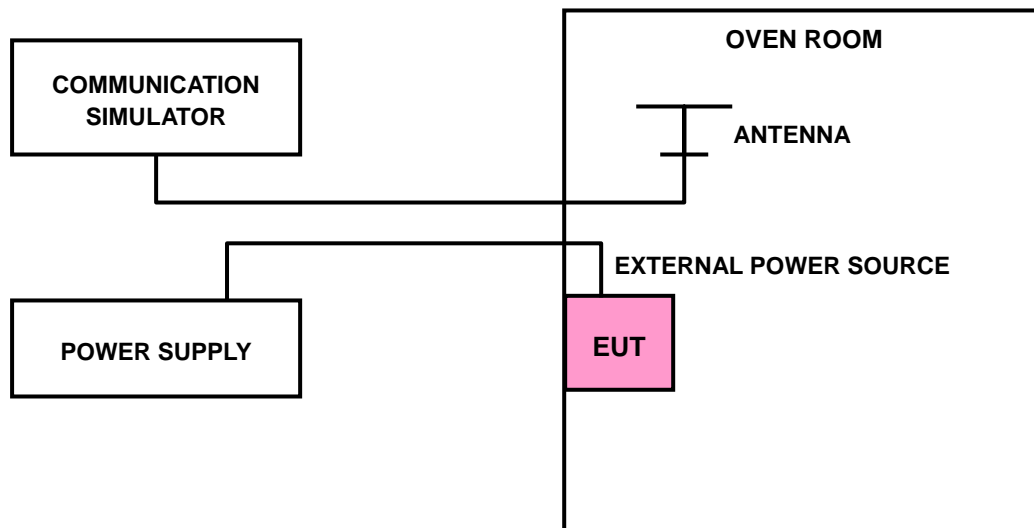 OVEN ROOM
COMMUNICATION
SIMULATOR
ANTENNA
EXTERNAL POWER SOURCE
POWER SUPPLY
EUT